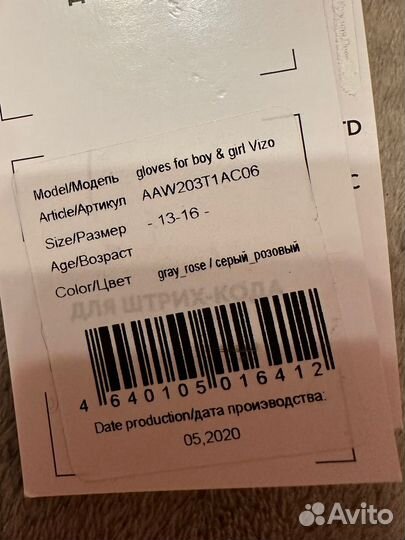 Model/Модель gloves for boy & girl Vizo
Article/Артикул AAW203T1AC06
Size/Размер - 13-16 -
Age/Возраст
Color/Цвет gray_rose / серый_розовый
ДЛЯ ШТРИХ-КОДА
4 640105 016412
Date production/дата производства:
05,2020
TD
C
Avito